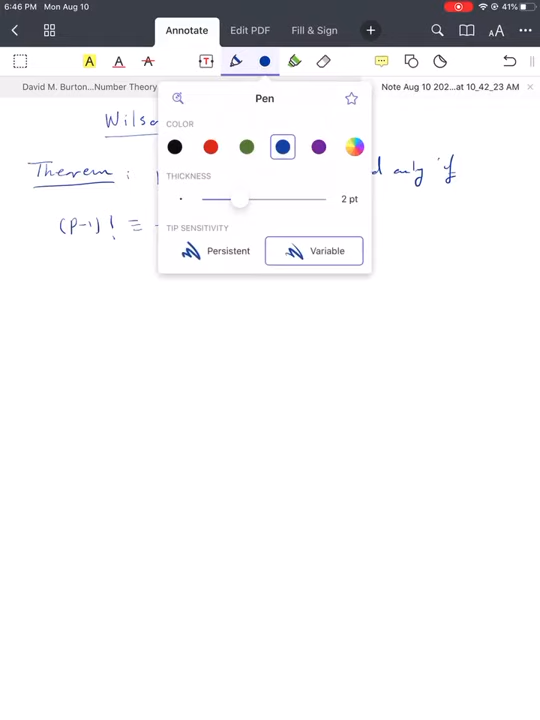 6:46 PM Mon Aug 10 41%
Annotate Edit PDF Fill & Sign
A A A T AA
David M. Burton...Number Theory Note Aug 10 202...at 10_42_23 AM
Pen
COLOR
THICKNESS
2 pt
TIP SENSITIVITY
Persistent Variable
Wils
Theorem : only if
(P-1)! ≡ -